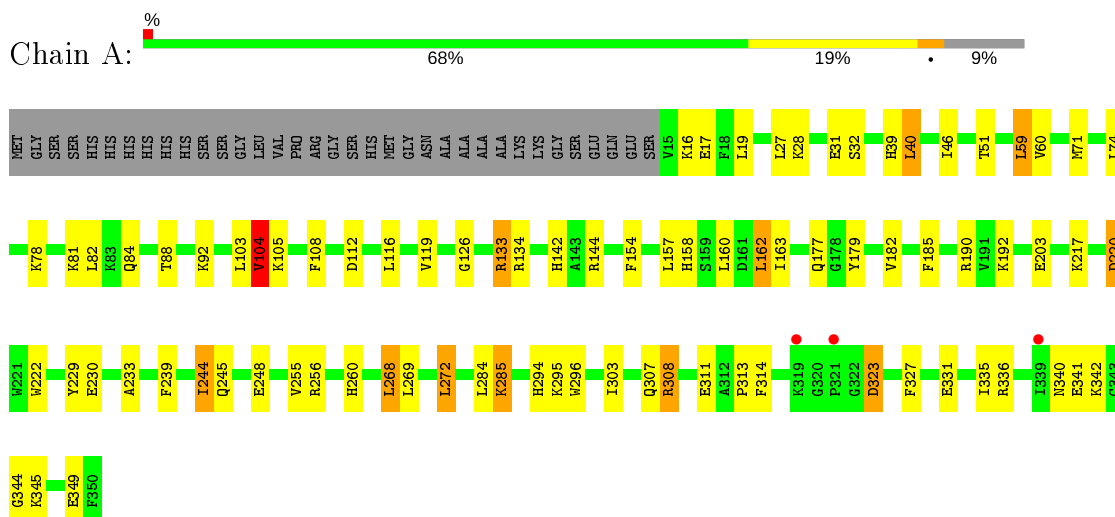 %
Chain A:
68% 19% • 9%
MET GLY SER SER HIS HIS HIS HIS HIS HIS SER SER GLY LEU VAL PRO ARG GLY SER HIS MET GLY ASN ALA ALA ALA ALA LYS LYS GLY SER GLU GLN GLU SER V15 K16 E17 F18 L19 L27 K28 E31 S32 H39 L40 I46 T51 L59 V60 M71
K78 K81 L82 K83 Q84 T88 K92 L103 V104 K105 F108 D112 L116 V119 G126 R133 R134 H142 A143 R144 F154 L157 H158 S159 L160 D161 L162 I163 Q177 G178 Y179 V182 F185 R190 V191 K192 E203 K217
W221 W222 Y229 E230 A233 F239 I244 Q245 E248 V255 R256 H260 L268 L269 L272 L284 K285 H294 K295 W296 I303 Q307 R308 E311 A312 P313 F314 K319 G320 P321 G322 D323 F327 E331 I335 R336 I339 N340 E341 K342
G344 K345 E349 F350